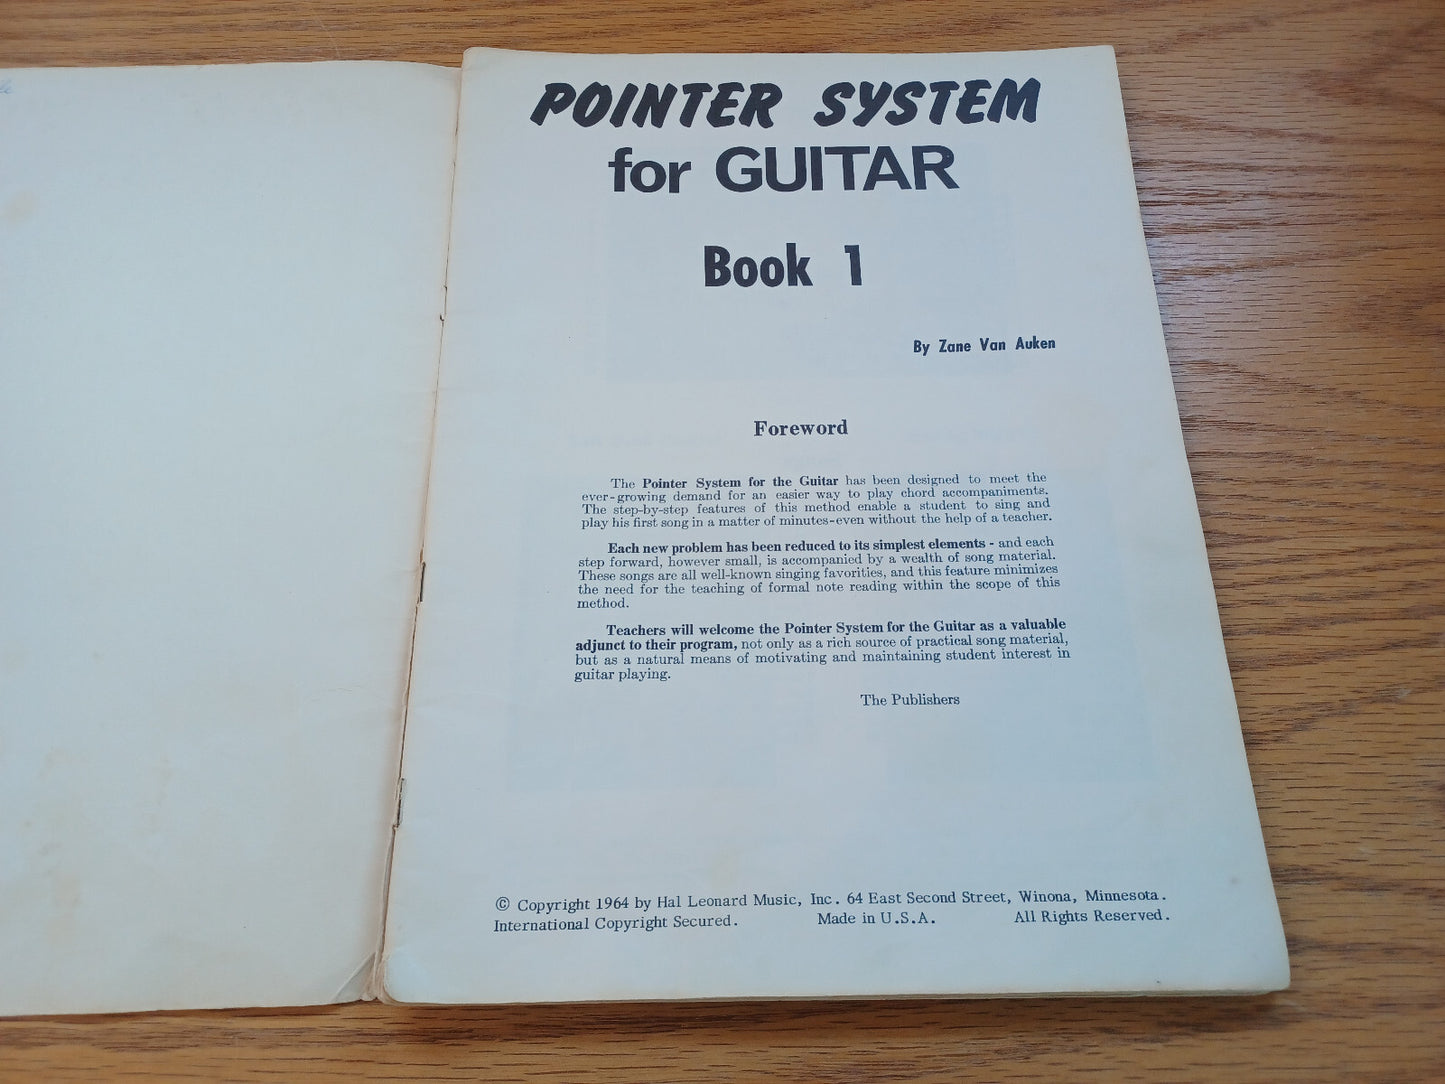 POINTER SYSTEM
for GUITAR
Book 1
By Zane Van Auken
Foreword
The Pointer System for the Guitar has been designed to meet the
ever-growing demand for an easier way to play chord accompaniments.
The step-by-step features of this method enable a student to sing and
play his first song in a matter of minutes-even without the help of a teacher.
Each new problem has been reduced to its simplest elements - and each
step forward, however small, is accompanied by a wealth of song material.
These songs are all well-known singing favorities, and this feature minimizes
the need for the teaching of formal note reading within the scope of this
method.
Teachers will welcome the Pointer System for the Guitar as a valuable
adjunct to their program, not only as a rich source of practical song material,
but as a natural means of motivating and maintaining student interest in
guitar playing.
The Publishers
© Copyright 1964 by Hal Leonard Music, Inc. 64 East Second Street, Winona, Minnesota.
International Copyright Secured. Made in U.S.A. All Rights Reserved.